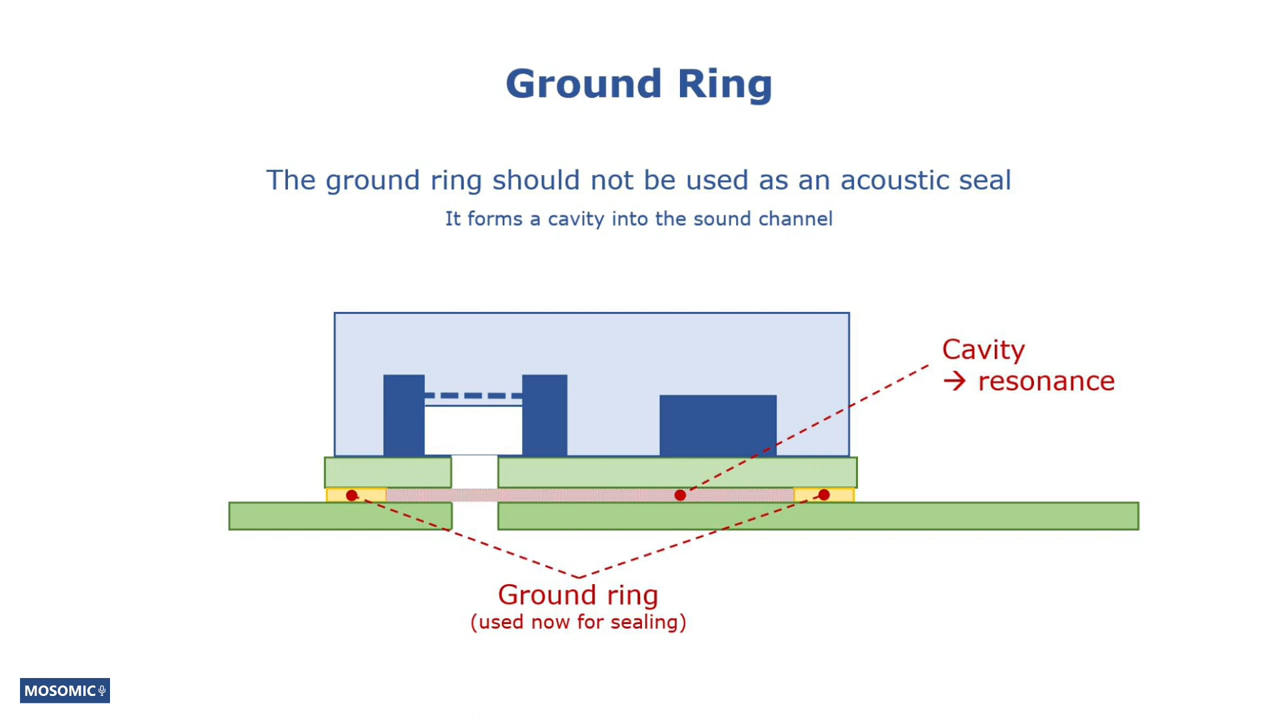 Ground Ring
The ground ring should not be used as an acoustic seal
It forms a cavity into the sound channel
Cavity
→ resonance
Ground ring
(used now for sealing)
MOSOMIC